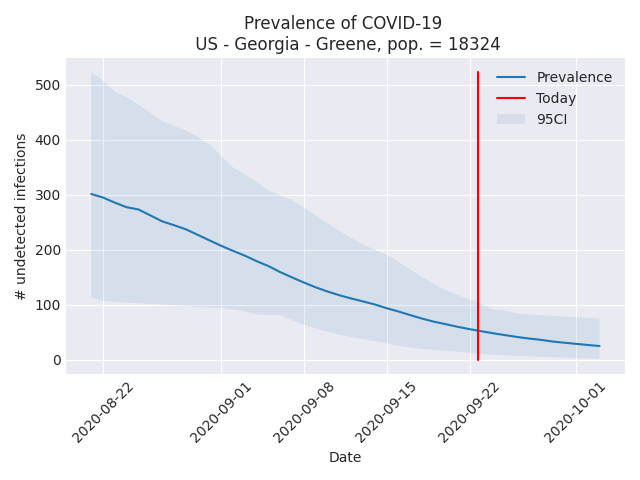 Prevalence of COVID-19
US - Georgia - Greene, pop. = 18324
# undetected infections
500
400
300
200
100
0
Prevalence
Today
95CI
2020-08-22
2020-09-01
2020-09-08
2020-09-15
2020-09-22
2020-10-01
Date